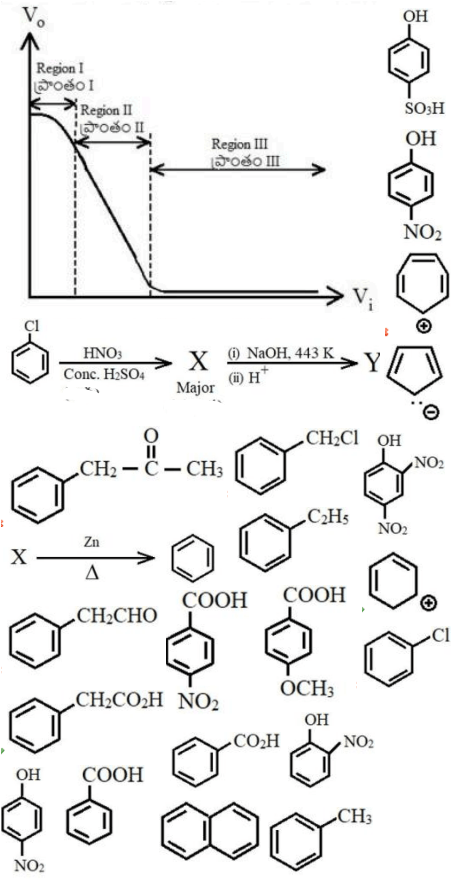 Vo
Region I
ప్రాంతం I
Region II
ప్రాంతం II
Region III
ప్రాంతం III
Vi
OH
SO3H
OH
NO2
⊕
Cl
HNO3
Conc. H2SO4
X
Major
(i) NaOH, 443 K
(ii) H+
Y
⊖
CH2 – C – CH3
O
CH2Cl
OH
NO2
NO2
X
Zn
Δ
C2H5
⊕
CH2CHO
COOH
NO2
COOH
OCH3
Cl
CH2CO2H
CO2H
OH
NO2
OH
NO2
COOH
CH3